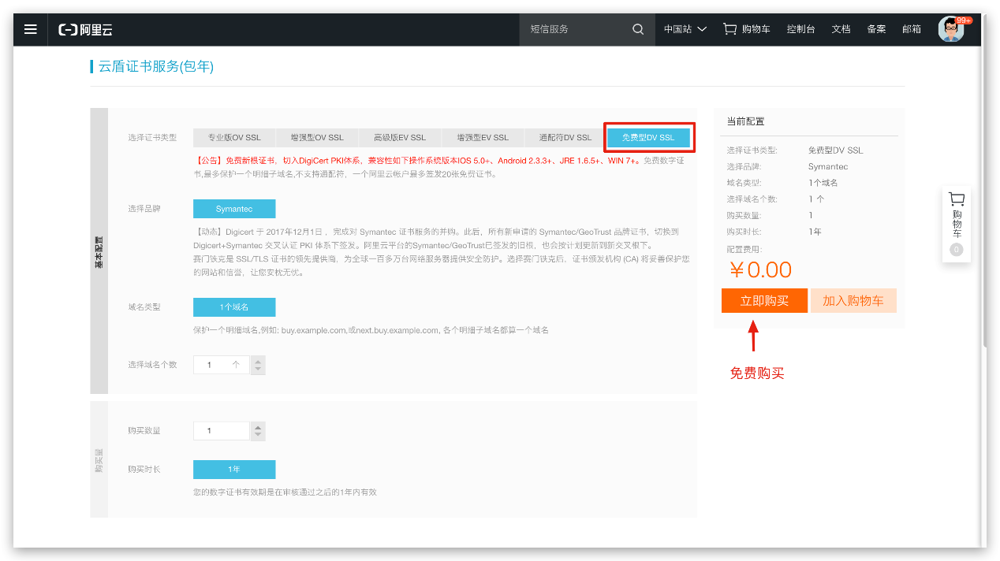 阿里云
短信服务
中国站
购物车
控制台
文档
备案
邮箱
99+
云盾证书服务(包年)
基本配置
选择证书类型
专业版OV SSL
增强型OV SSL
高级版EV SSL
增强型EV SSL
通配符DV SSL
免费型DV SSL
【公告】免费新根证书，切入DigiCert PKI体系，兼容性如下操作系统版本IOS 5.0+、Android 2.3.3+、JRE 1.6.5+、WIN 7+。免费数字证
书,最多保护一个明细子域名,不支持通配符，一个阿里云帐户最多签发20张免费证书。
选择品牌
Symantec
【动态】Digicert 于 2017年12月1日 ，完成对 Symantec 证书服务的并购。此后，所有新申请的 Symantec/GeoTrust 品牌证书，切换到
Digicert+Symantec 交叉认证 PKI 体系下签发。阿里云平台的Symantec/GeoTrust已签发的旧根，也会按计划更新到新交叉根下。
赛门铁克是 SSL/TLS 证书的领先提供商，为全球一百多万台网络服务器提供安全防护。选择赛门铁克后，证书颁发机构 (CA) 将妥善保护您
的网站和信誉，让您安枕无忧。
域名类型
1个域名
保护一个明细域名,例如: buy.example.com,或next.buy.example.com, 各个明细子域名都算一个域名
选择域名个数
1 个
购买量
购买数量
1
购买时长
1年
您的数字证书有效期是在审核通过之后的1年内有效
当前配置
选择证书类型: 免费型DV SSL
选择品牌: Symantec
域名类型: 1个域名
选择域名个数: 1 个
购买数量: 1
购买时长: 1年
配置费用:
￥0.00
立即购买
加入购物车
免费购买
购物车
0